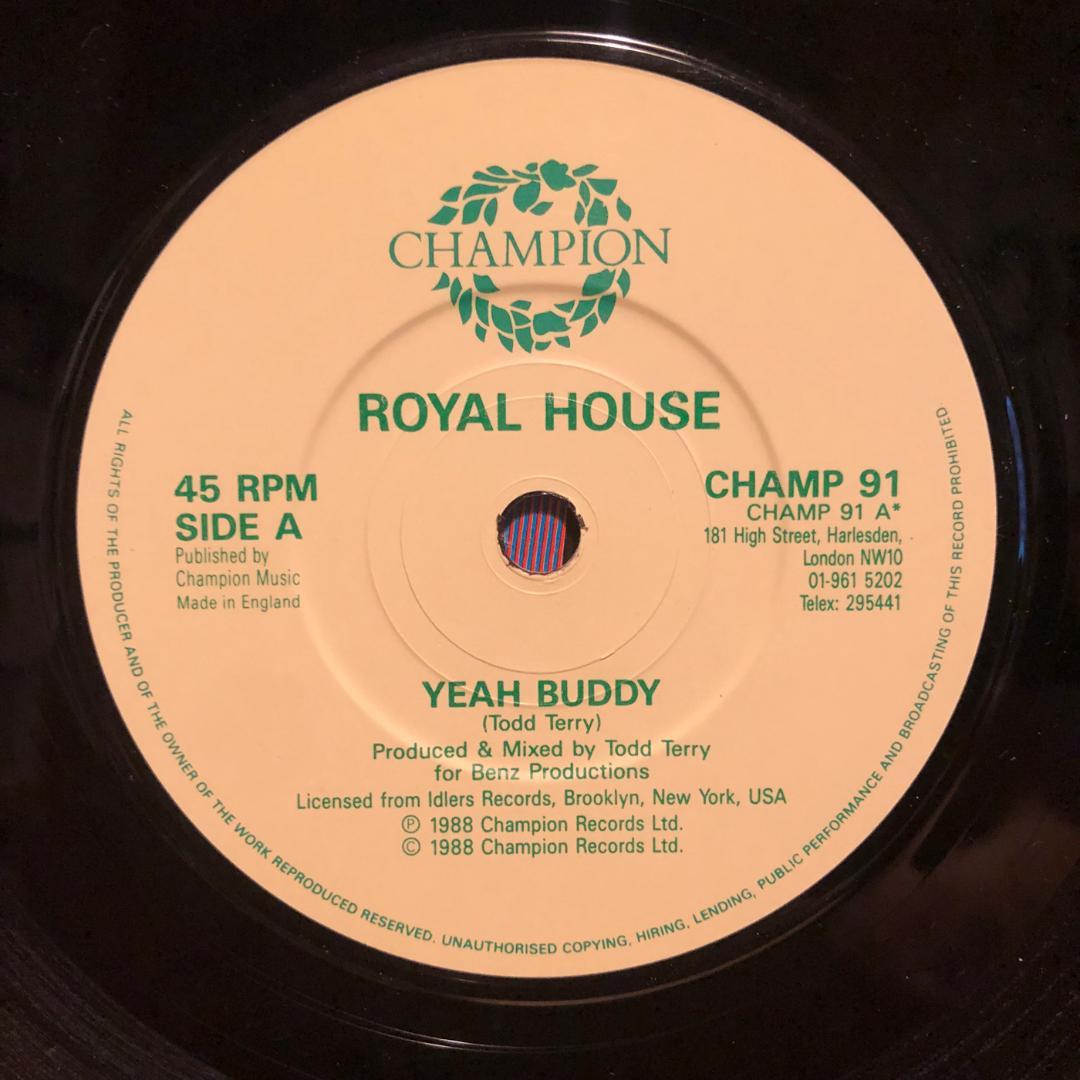 CHAMPION
ROYAL HOUSE
45 RPM
SIDE A
Published by
Champion Music
Made in England
CHAMP 91
CHAMP 91 A*
181 High Street, Harlesden,
London NW10
01-961 5202
Telex: 295441
YEAH BUDDY
(Todd Terry)
Produced & Mixed by Todd Terry
for Benz Productions
Licensed from Idlers Records, Brooklyn, New York, USA
Ⓟ 1988 Champion Records Ltd.
© 1988 Champion Records Ltd.
ALL RIGHTS OF THE PRODUCER AND OF THE OWNER OF THE WORK REPRODUCED RESERVED. UNAUTHORISED COPYING, HIRING, LENDING, PUBLIC PERFORMANCE AND BROADCASTING OF THIS RECORD PROHIBITED